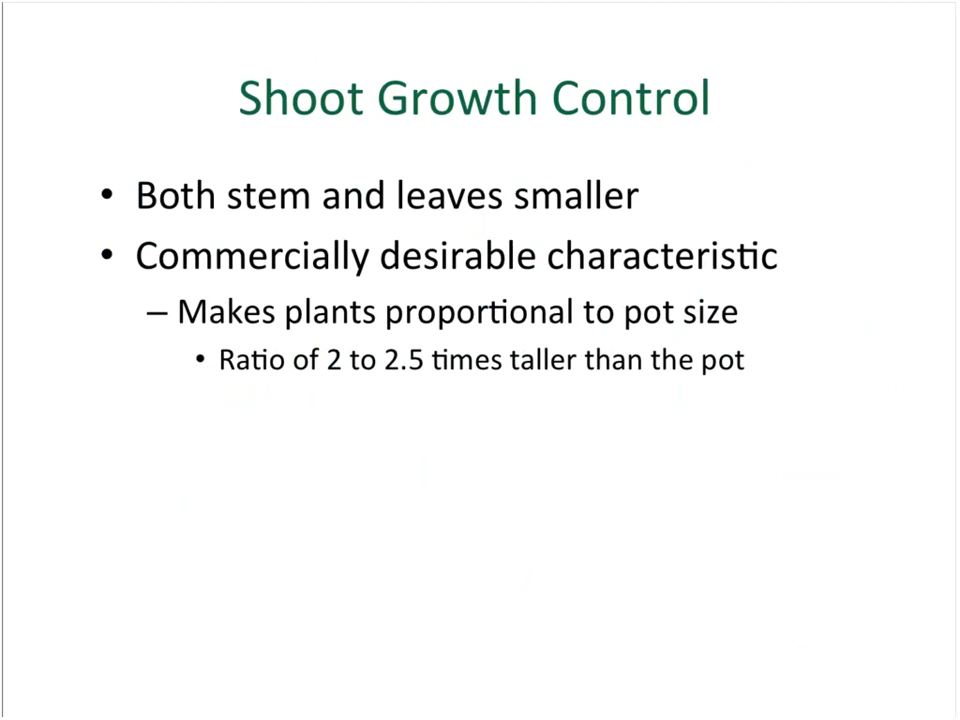 Shoot Growth Control
• Both stem and leaves smaller
• Commercially desirable characteristic
– Makes plants proportional to pot size
• Ratio of 2 to 2.5 times taller than the pot